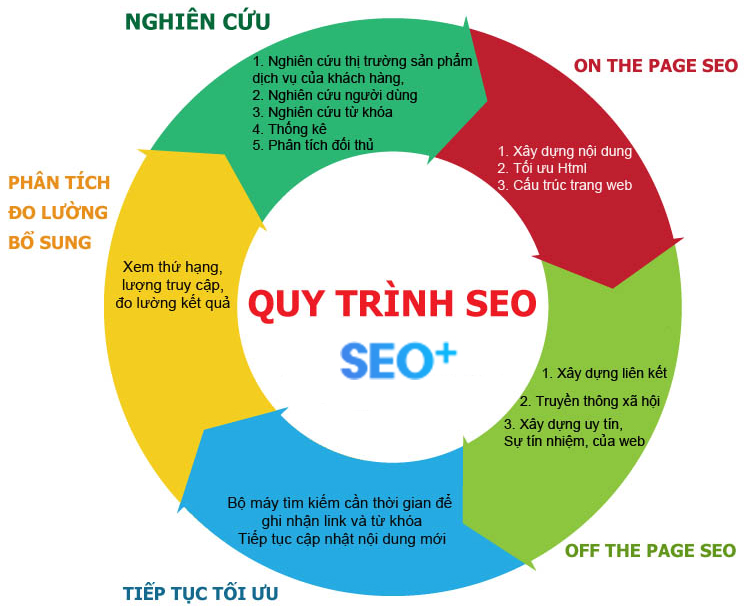 NGHIÊN CỨU
1. Nghiên cứu thị trường sản phẩm
dịch vụ của khách hàng,
2. Nghiên cứu người dùng
3. Nghiên cứu từ khóa
4. Thống kê
5. Phân tích đối thủ
ON THE PAGE SEO
1. Xây dựng nội dung
2. Tối ưu Html
3. Cấu trúc trang web
PHÂN TÍCH
ĐO LƯỜNG
BỔ SUNG
Xem thứ hạng,
lượng truy cập,
đo lường kết quả
QUY TRÌNH SEO
SEO+
1. Xây dựng liên kết
2. Truyền thông xã hội
3. Xây dựng uy tín,
Sự tín nhiệm, của web
OFF THE PAGE SEO
Bộ máy tìm kiếm cần thời gian để
ghi nhận link và từ khóa
Tiếp tục cập nhật nội dung mới
TIẾP TỤC TỐI ƯU